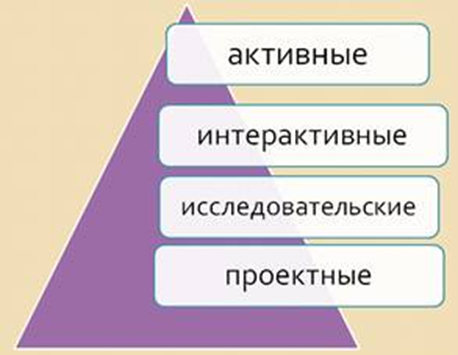 активные
интерактивные
исследовательские
проектные